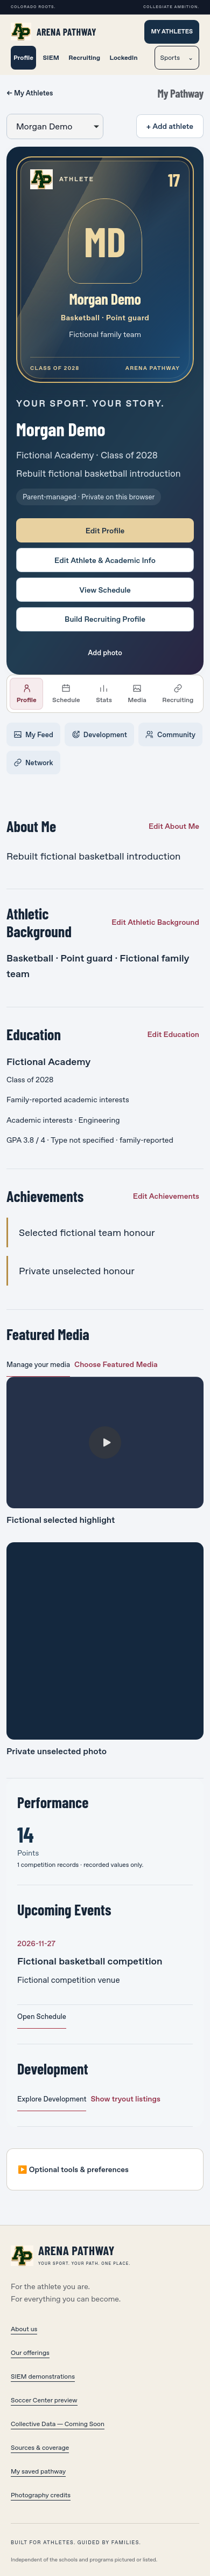 COLORADO ROOTS.
COLLEGIATE AMBITION.
AP
ARENA PATHWAY
MY ATHLETES
Profile
SIEM
Recruiting
LinkedIn
Sports
← My Athletes
My Pathway
Morgan Demo
+ Add athlete
AP
ATHLETE
17
MD
Morgan Demo
Basketball · Point guard
Fictional family team
CLASS OF 2028
ARENA PATHWAY
YOUR SPORT. YOUR STORY.
Morgan Demo
Fictional Academy · Class of 2028
Rebuilt fictional basketball introduction
Parent-managed · Private on this browser
Edit Profile
Edit Athlete & Academic Info
View Schedule
Build Recruiting Profile
Add photo
Profile
Schedule
Stats
Media
Recruiting
My Feed
Development
Community
Network
About Me
Edit About Me
Rebuilt fictional basketball introduction
Athletic
Background
Edit Athletic Background
Basketball · Point guard · Fictional family
team
Education
Edit Education
Fictional Academy
Class of 2028
Family-reported academic interests
Academic interests · Engineering
GPA 3.8 / 4 · Type not specified · family-reported
Achievements
Edit Achievements
Selected fictional team honour
Private unselected honour
Featured Media
Manage your media
Choose Featured Media
Fictional selected highlight
Private unselected photo
Performance
14
Points
1 competition records · recorded values only.
Upcoming Events
2026-11-27
Fictional basketball competition
Fictional competition venue
Open Schedule
Development
Explore Development
Show tryout listings
Optional tools & preferences
AP
ARENA PATHWAY
YOUR SPORT. YOUR PATH. ONE PLACE.
For the athlete you are.
For everything you can become.
About us
Our offerings
SIEM demonstrations
Soccer Center preview
Collective Data — Coming Soon
Sources & coverage
My saved pathway
Photography credits
BUILT FOR ATHLETES. GUIDED BY FAMILIES.
Independent of the schools and programs pictured or listed.